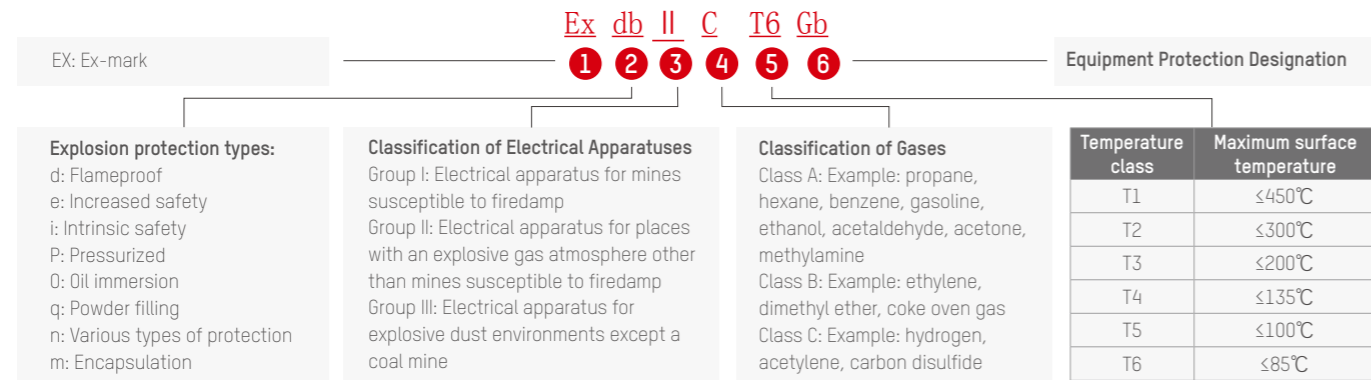 Ex db II C T6 Gb
1 2 3 4 5 6
EX: Ex-mark
Equipment Protection Designation
Explosion protection types:
d: Flameproof
e: Increased safety
i: Intrinsic safety
P: Pressurized
O: Oil immersion
q: Powder filling
n: Various types of protection
m: Encapsulation
Classification of Electrical Apparatuses
Group I: Electrical apparatus for mines
susceptible to firedamp
Group II: Electrical apparatus for places
with an explosive gas atmosphere other
than mines susceptible to firedamp
Group III: Electrical apparatus for
explosive dust environments except a
coal mine
Classification of Gases
Class A: Example: propane,
hexane, benzene, gasoline,
ethanol, acetaldehyde, acetone,
methylamine
Class B: Example: ethylene,
dimethyl ether, coke oven gas
Class C: Example: hydrogen,
acetylene, carbon disulfide
Temperature class Maximum surface temperature
T1 ≤450℃
T2 ≤300℃
T3 ≤200℃
T4 ≤135℃
T5 ≤100℃
T6 ≤85℃